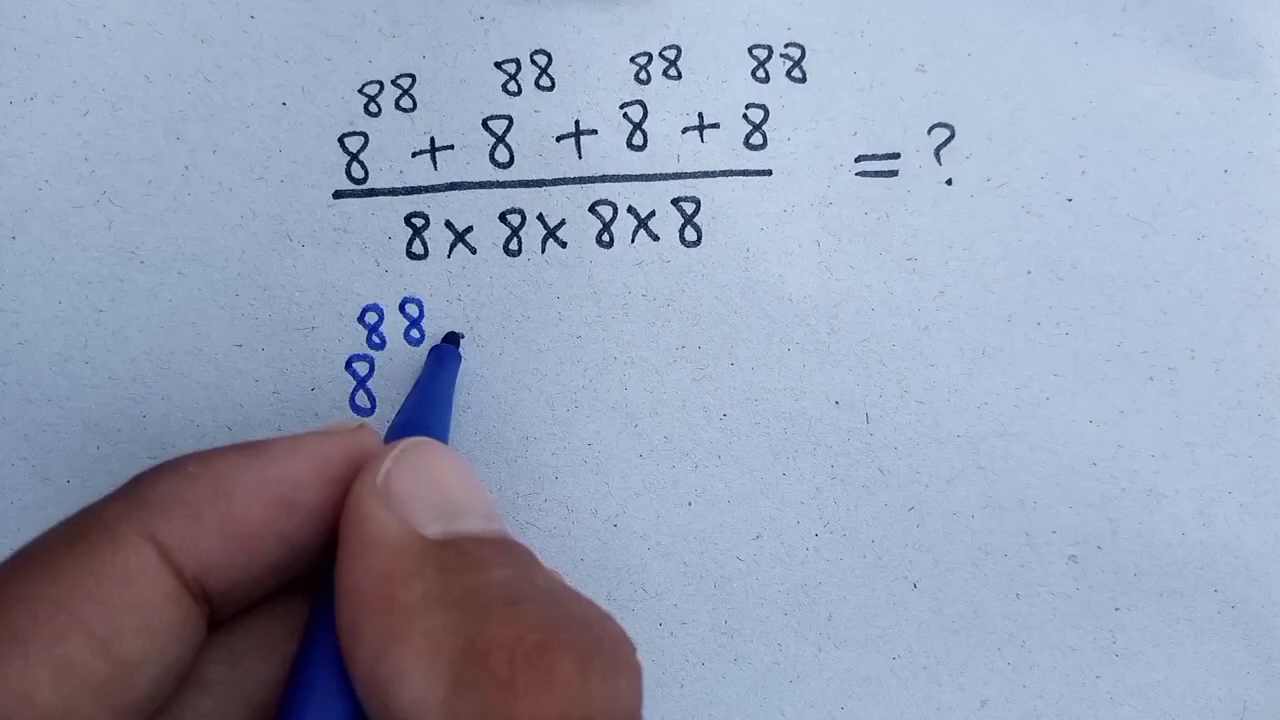 8^88 + 8^88 + 8^88 + 8^88
8 x 8 x 8 x 8
= ?
8^88